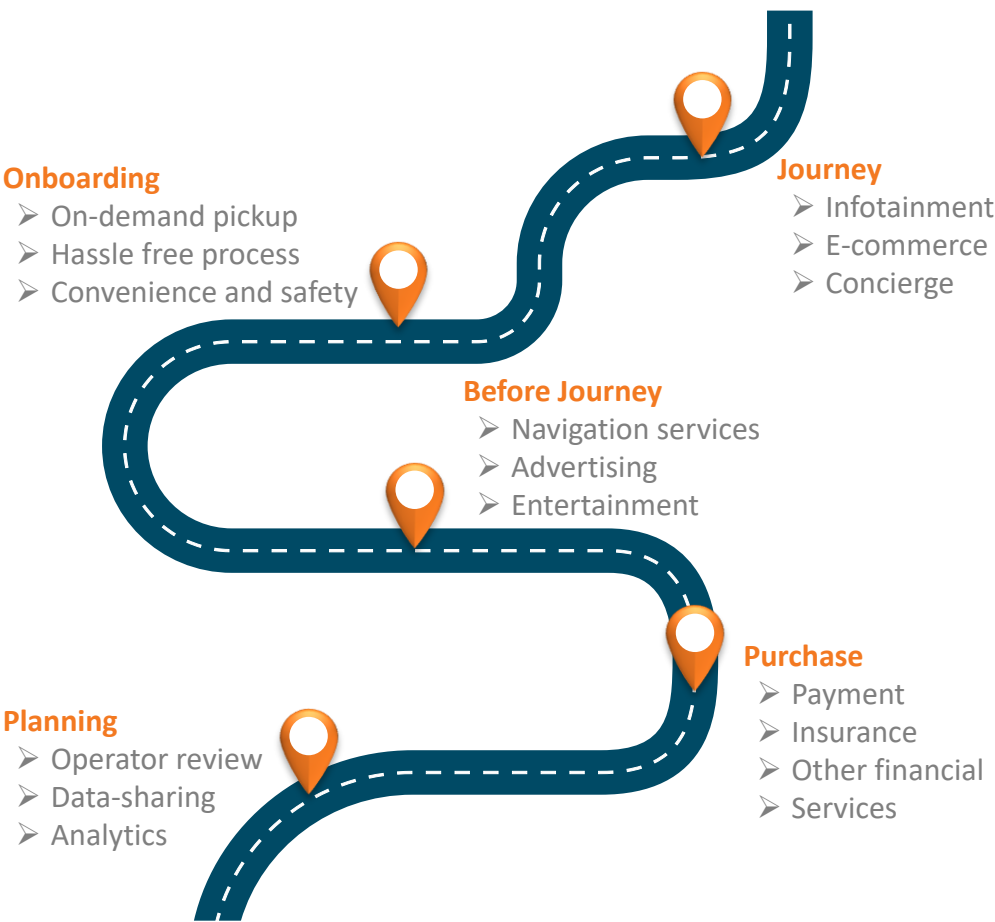 Onboarding
➢ On-demand pickup
➢ Hassle free process
➢ Convenience and safety
Journey
➢ Infotainment
➢ E-commerce
➢ Concierge
Before Journey
➢ Navigation services
➢ Advertising
➢ Entertainment
Planning
➢ Operator review
➢ Data-sharing
➢ Analytics
Purchase
➢ Payment
➢ Insurance
➢ Other financial
➢ Services